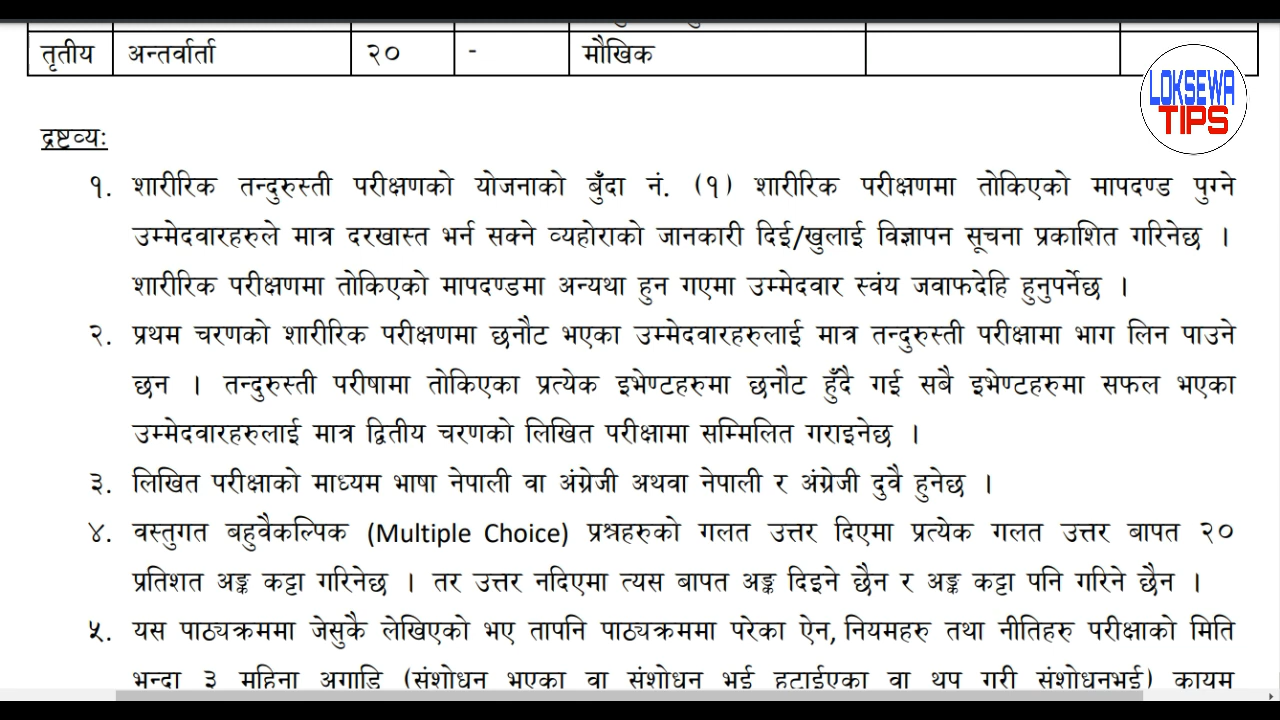 तृतीय अन्तर्वार्ता २० - मौखिक
LOKSEWA
TIPS
द्रष्टव्यः
१. शारीरिक तन्दुरुस्ती परीक्षणको योजनाको बुँदा नं. (१) शारीरिक परीक्षणमा तोकिएको मापदण्ड पुग्ने
उम्मेदवारहरुले मात्र दरखास्त भर्न सक्ने व्यहोराको जानकारी दिई/खुलाई विज्ञापन सूचना प्रकाशित गरिनेछ ।
शारीरिक परीक्षणमा तोकिएको मापदण्डमा अन्यथा हुन गएमा उम्मेदवार स्वंय जवाफदेहि हुनुपर्नेछ ।
२. प्रथम चरणको शारीरिक परीक्षणमा छनौट भएका उम्मेदवारहरुलाई मात्र तन्दुरुस्ती परीक्षामा भाग लिन पाउने
छन । तन्दुरुस्ती परीषामा तोकिएका प्रत्येक इभेण्टहरुमा छनौट हुँदै गई सबै इभेण्टहरुमा सफल भएका
उम्मेदवारहरुलाई मात्र द्वितीय चरणको लिखित परीक्षामा सम्मिलित गराइनेछ ।
३. लिखित परीक्षाको माध्यम भाषा नेपाली वा अंग्रेजी अथवा नेपाली र अंग्रेजी दुवै हुनेछ ।
४. वस्तुगत बहुवैकल्पिक (Multiple Choice) प्रश्नहरुको गलत उत्तर दिएमा प्रत्येक गलत उत्तर बापत २०
प्रतिशत अङ्क कट्टा गरिनेछ । तर उत्तर नदिएमा त्यस बापत अङ्क दिइने छैन र अङ्क कट्टा पनि गरिने छैन ।
५. यस पाठ्यक्रममा जेसुकै लेखिएको भए तापनि पाठ्यक्रममा परेका ऐन, नियमहरु तथा नीतिहरु परीक्षाको मिति
भन्दा ३ महिना अगाडि (संशोधन भएका वा संशोधन भई हटाईएका वा थप गरी संशोधनभई) कायम